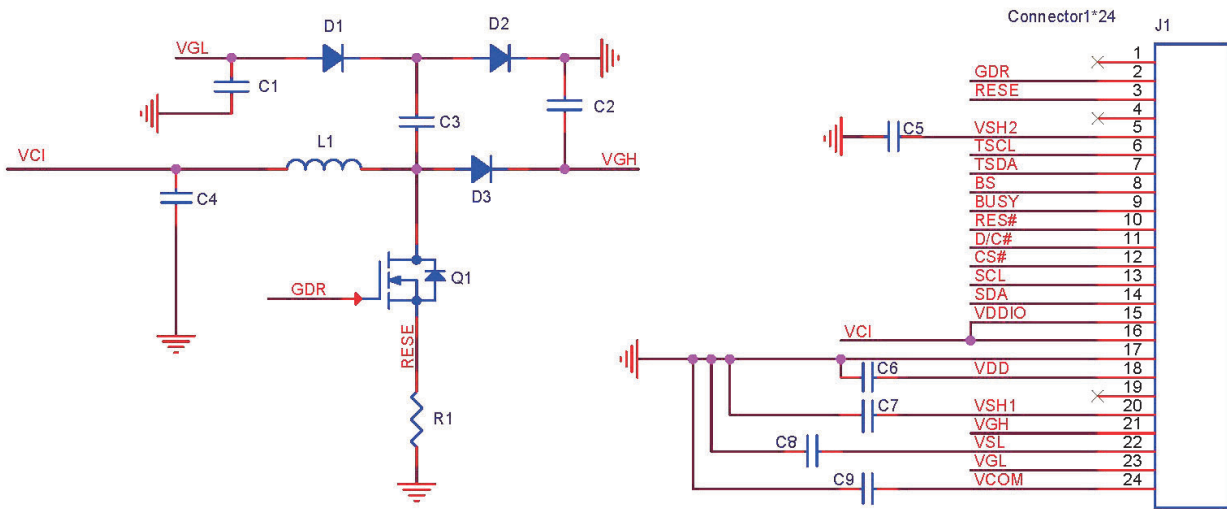 Connector1*24
J1
D1
D2
VGL
C1
C2
C3
L1
VCI
VGH
C4
D3
Q1
GDR
RESE
R1
1
GDR 2
RESE 3
4
C5 VSH2 5
TSCL 6
TSDA 7
BS 8
BUSY 9
RES# 10
D/C# 11
CS# 12
SCL 13
SDA 14
VDDIO 15
VCI 16
17
C6 VDD 18
19
C7 VSH1 20
VGH 21
C8 VSL 22
VGL 23
C9 VCOM 24